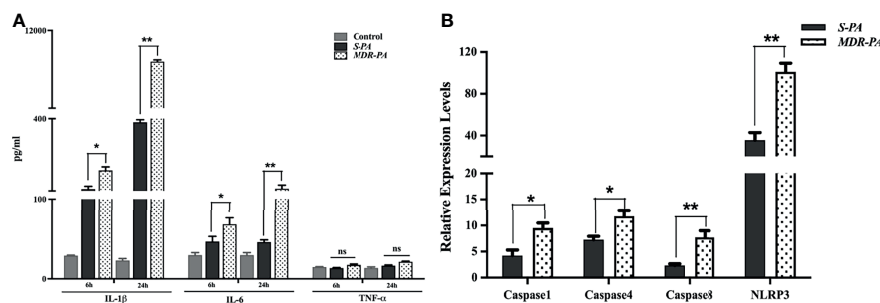 A
12000
400
100
0
pg/ml
Control
S-PA
MDR-PA
*
**
*
**
ns
ns
6h
24h
6h
24h
6h
24h
IL-1β
IL-6
TNF-α
B
S-PA
MDR-PA
Relative Expression Levels
120
80
40
20
15
10
5
0
*
*
**
**
Caspase1
Caspase4
Caspase8
NLRP3